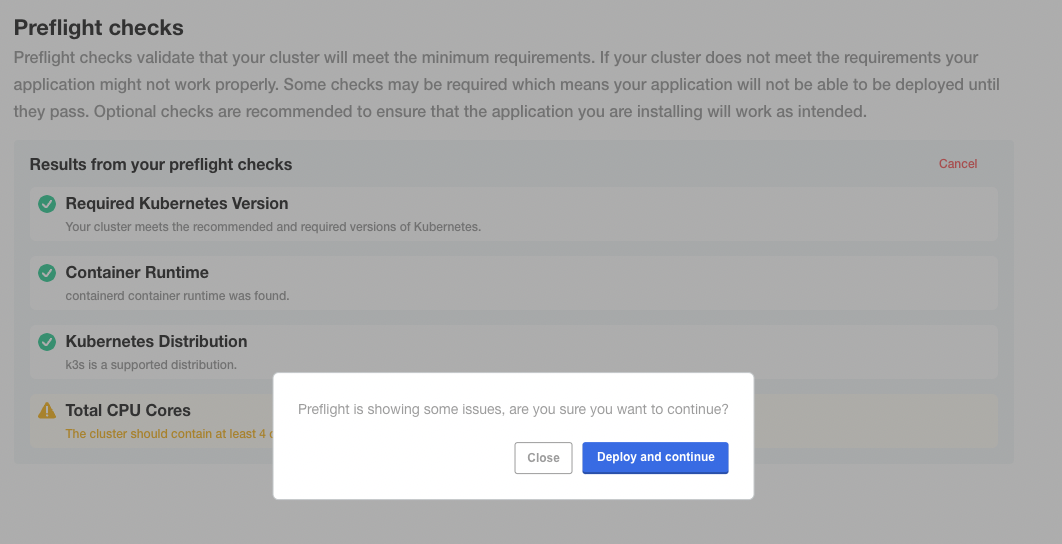 Preflight checks
Preflight checks validate that your cluster will meet the minimum requirements. If your cluster does not meet the requirements your
application might not work properly. Some checks may be required which means your application will not be able to be deployed until
they pass. Optional checks are recommended to ensure that the application you are installing will work as intended.
Results from your preflight checks
Cancel
Required Kubernetes Version
Your cluster meets the recommended and required versions of Kubernetes.
Container Runtime
containerd container runtime was found.
Kubernetes Distribution
k3s is a supported distribution.
Total CPU Cores
The cluster should contain at least 4
Preflight is showing some issues, are you sure you want to continue?
Close
Deploy and continue